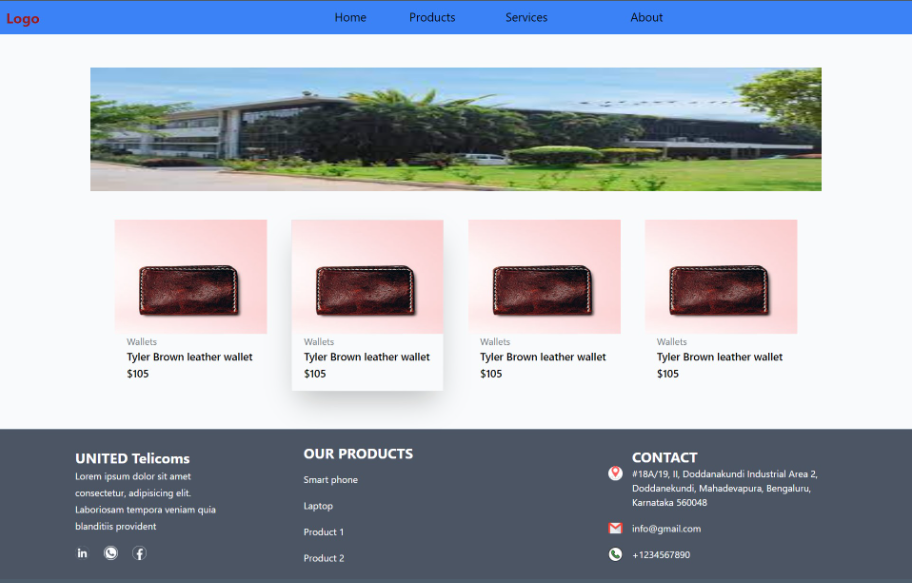 Logo
Home
Products
Services
About
Wallets
Tyler Brown leather wallet
$105
Wallets
Tyler Brown leather wallet
$105
Wallets
Tyler Brown leather wallet
$105
Wallets
Tyler Brown leather wallet
$105
UNITED Telicoms
Lorem ipsum dolor sit amet
consectetur, adipisicing elit.
Laboriosam tempora veniam quia
blanditiis provident
in
f
OUR PRODUCTS
Smart phone
Laptop
Product 1
Product 2
CONTACT
#18A/19, II, Doddanakundi Industrial Area 2,
Doddanekundi, Mahadevapura, Bengaluru,
Karnataka 560048
info@gmail.com
+1234567890